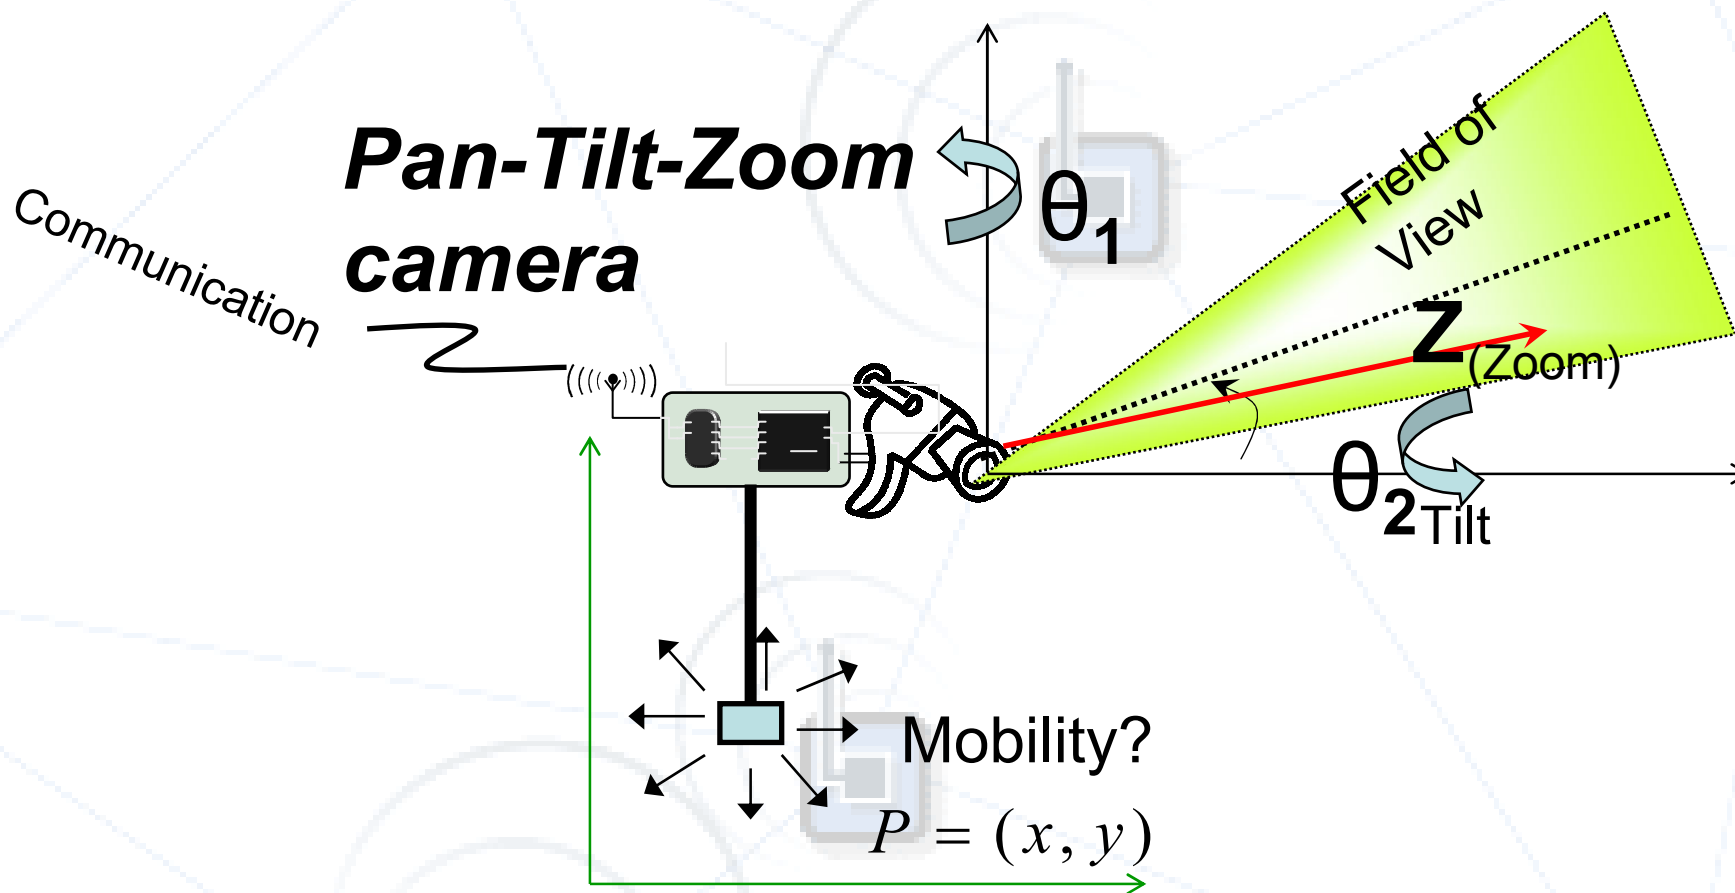 Pan-Tilt-Zoom
camera
Communication
θ1
Field of
View
Z(Zoom)
θ2Tilt
Mobility?
P = (x, y)